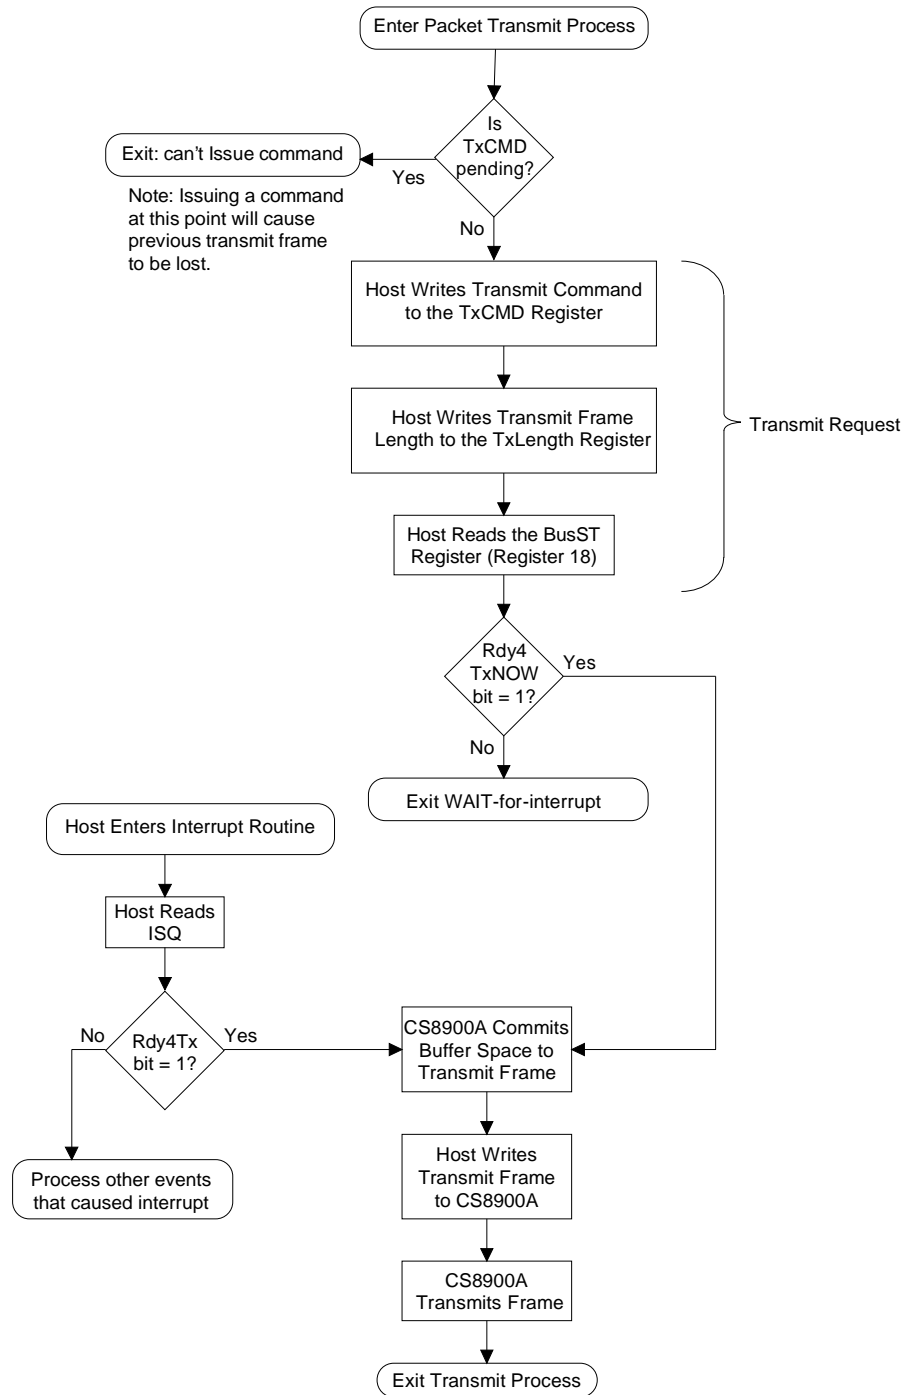 Enter Packet Transmit Process
Is
TxCMD
pending?
Exit: can't Issue command
Yes
Note: Issuing a command
at this point will cause
previous transmit frame
to be lost.
No
Host Writes Transmit Command
to the TxCMD Register
Host Writes Transmit Frame
Length to the TxLength Register
Transmit Request
Host Reads the BusST
Register (Register 18)
Rdy4
TxNOW
bit = 1?
Yes
No
Exit WAIT-for-interrupt
Host Enters Interrupt Routine
Host Reads
ISQ
No
Rdy4Tx
bit = 1?
Yes
CS8900A Commits
Buffer Space to
Transmit Frame
Process other events
that caused interrupt
Host Writes
Transmit Frame
to CS8900A
CS8900A
Transmits Frame
Exit Transmit Process